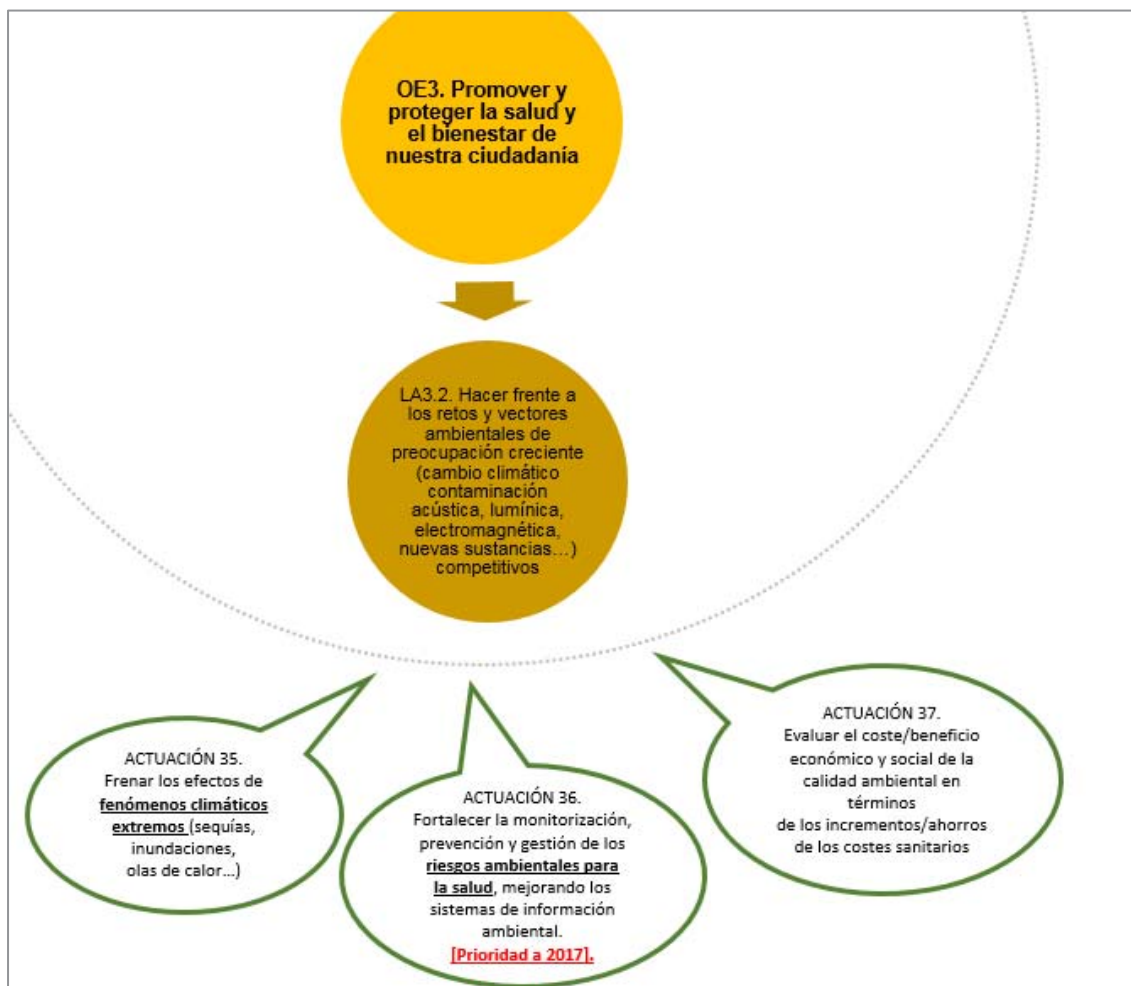 OE3. Promover y
proteger la salud y
el bienestar de
nuestra ciudadanía
LA3.2. Hacer frente a
los retos y vectores
ambientales de
preocupación creciente
(cambio climático
contaminación
acústica, lumínica,
electromagnética,
nuevas sustancias…)
competitivos
ACTUACIÓN 35.
Frenar los efectos de
fenómenos climáticos
extremos (sequías,
inundaciones,
olas de calor…)
ACTUACIÓN 36.
Fortalecer la monitorización,
prevención y gestión de los
riesgos ambientales para
la salud, mejorando los
sistemas de información
ambiental.
[Prioridad a 2017].
ACTUACIÓN 37.
Evaluar el coste/beneficio
económico y social de la
calidad ambiental en
términos
de los incrementos/ahorros
de los costes sanitarios